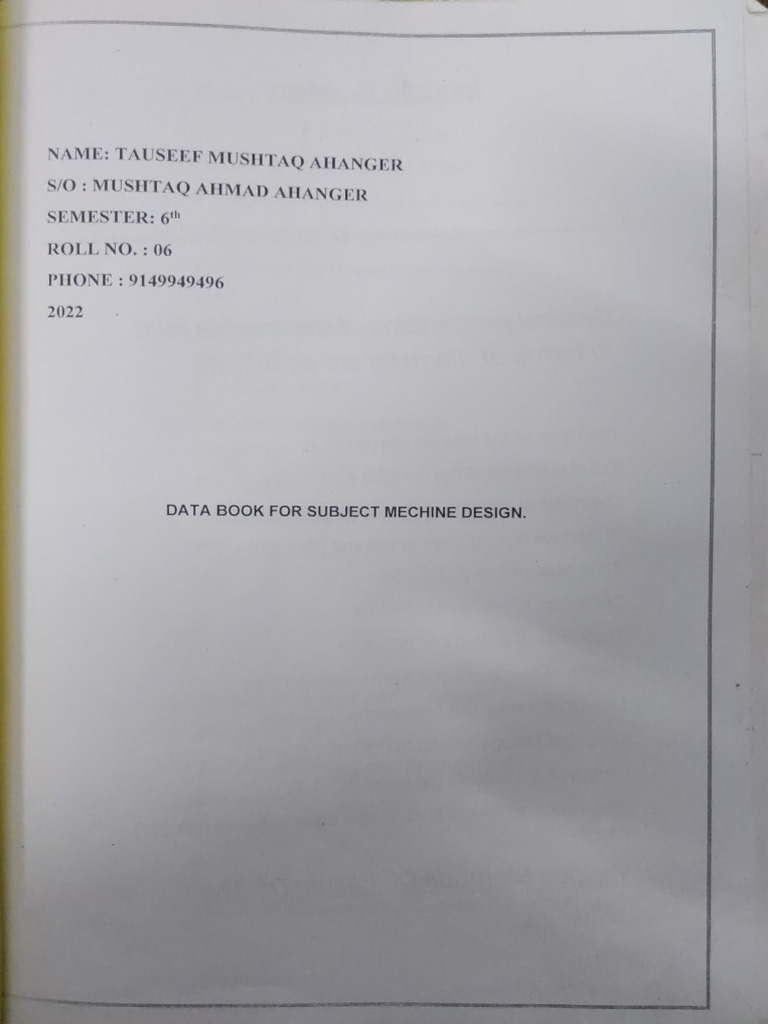 NAME: TAUSEEF MUSHTAQ AHANGER
S/O : MUSHTAQ AHMAD AHANGER
SEMESTER: 6th
ROLL NO. : 06
PHONE : 9149949496
2022
DATA BOOK FOR SUBJECT MECHINE DESIGN.